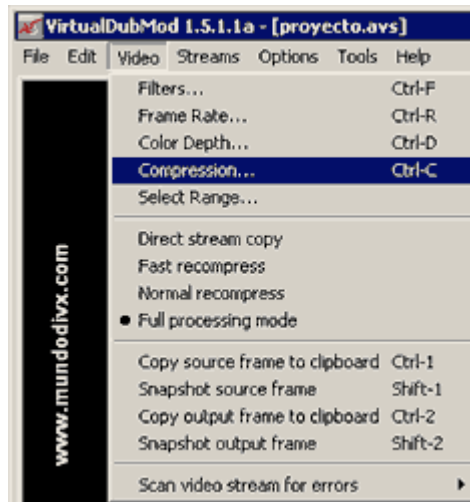 VirtualDubMod 1.5.1.1a - [proyecto.avs]
File Edit Video Streams Options Tools Help
Filters... Ctrl-F
Frame Rate... Ctrl-R
Color Depth... Ctrl-D
Compression... Ctrl-C
Select Range...
Direct stream copy
Fast recompress
Normal recompress
Full processing mode
Copy source frame to clipboard Ctrl-1
Snapshot source frame Shift-1
Copy output frame to clipboard Ctrl-2
Snapshot output frame Shift-2
Scan video stream for errors
www.mundodivx.com